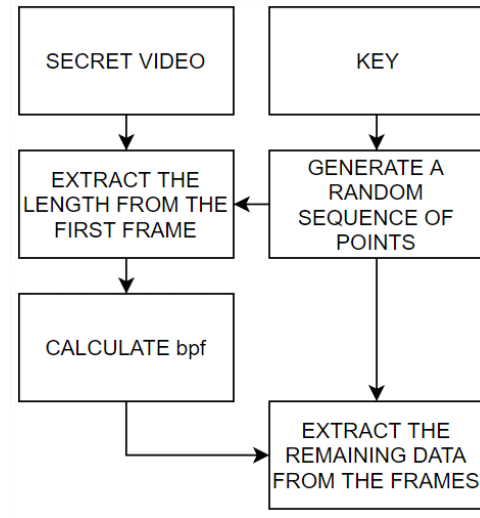 SECRET VIDEO
KEY
EXTRACT THE
LENGTH FROM THE
FIRST FRAME
GENERATE A
RANDOM
SEQUENCE OF
POINTS
CALCULATE bpf
EXTRACT THE
REMAINING DATA
FROM THE FRAMES